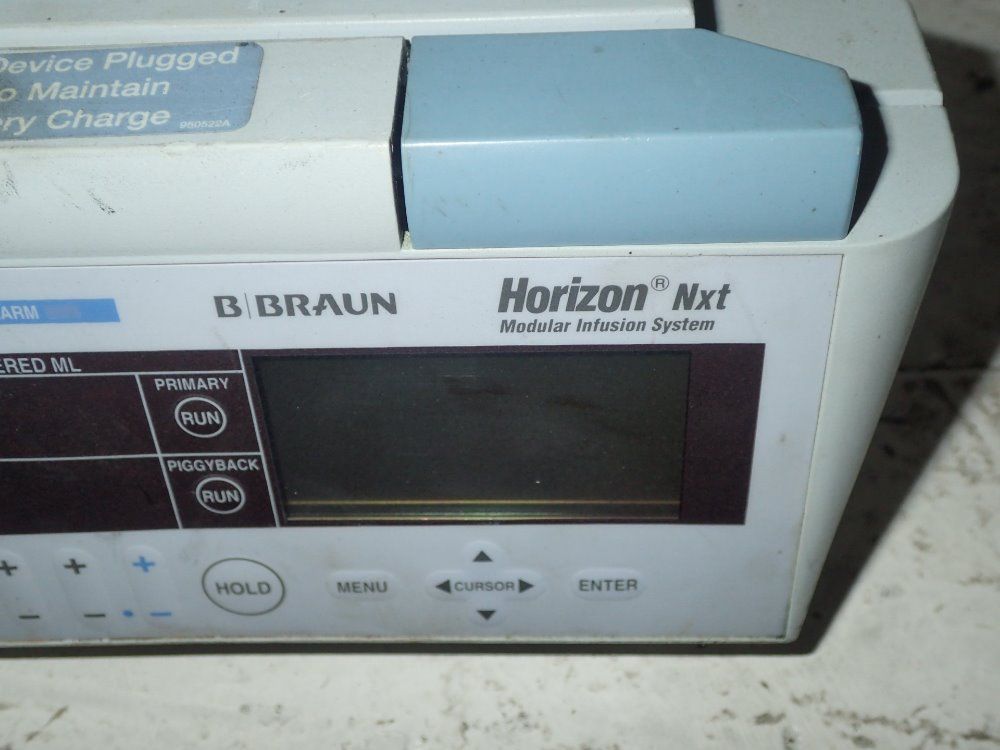 Device Plugged
o Maintain
ery Charge 950522A
ARM
B|BRAUN
Horizon® Nxt
Modular Infusion System
ERED ML
PRIMARY
RUN
PIGGYBACK
RUN
+ + +
− − • −
HOLD
MENU
▲
◀CURSOR▶
▼
ENTER